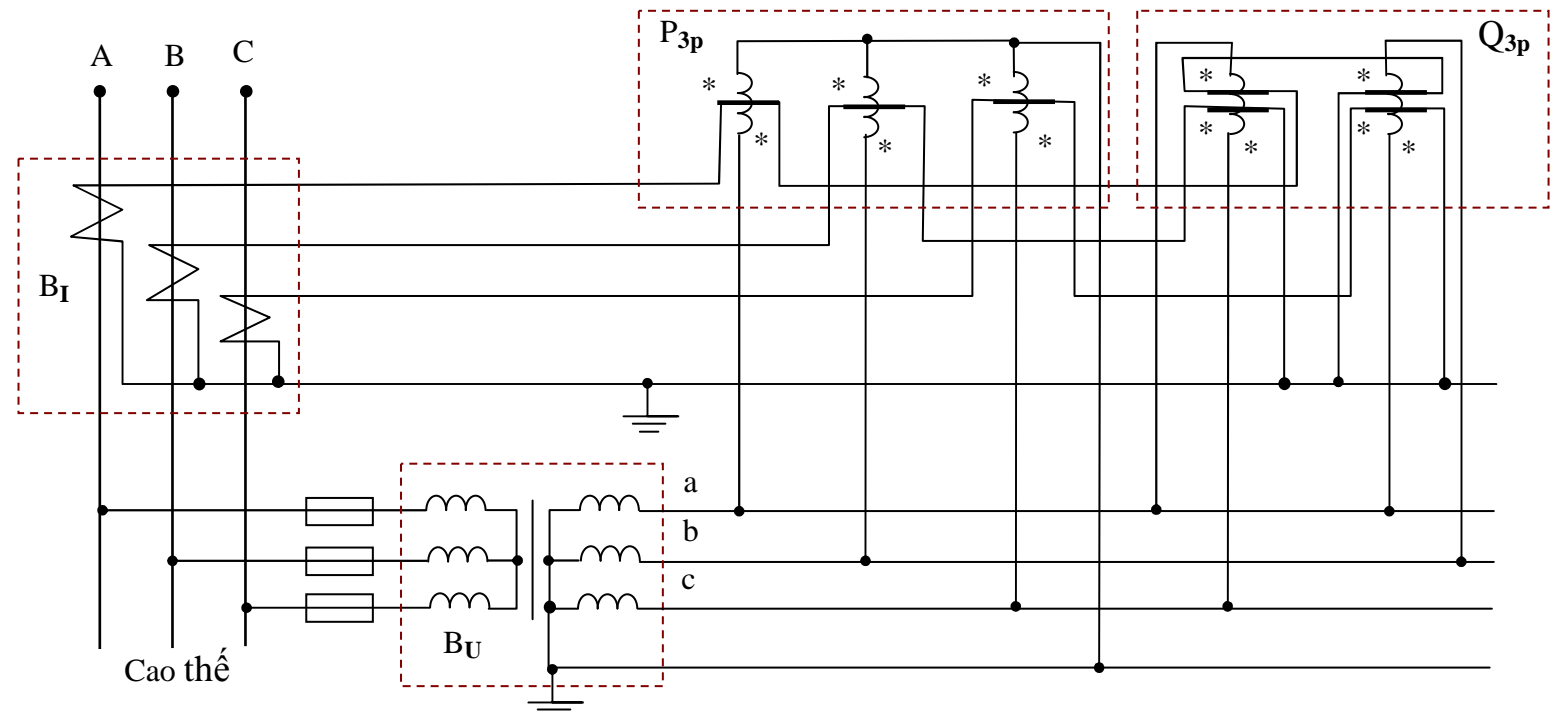 P3p
Q3p
A B C
* * * * *
* * * * * * *
BI
a
b
c
BU
Cao thế